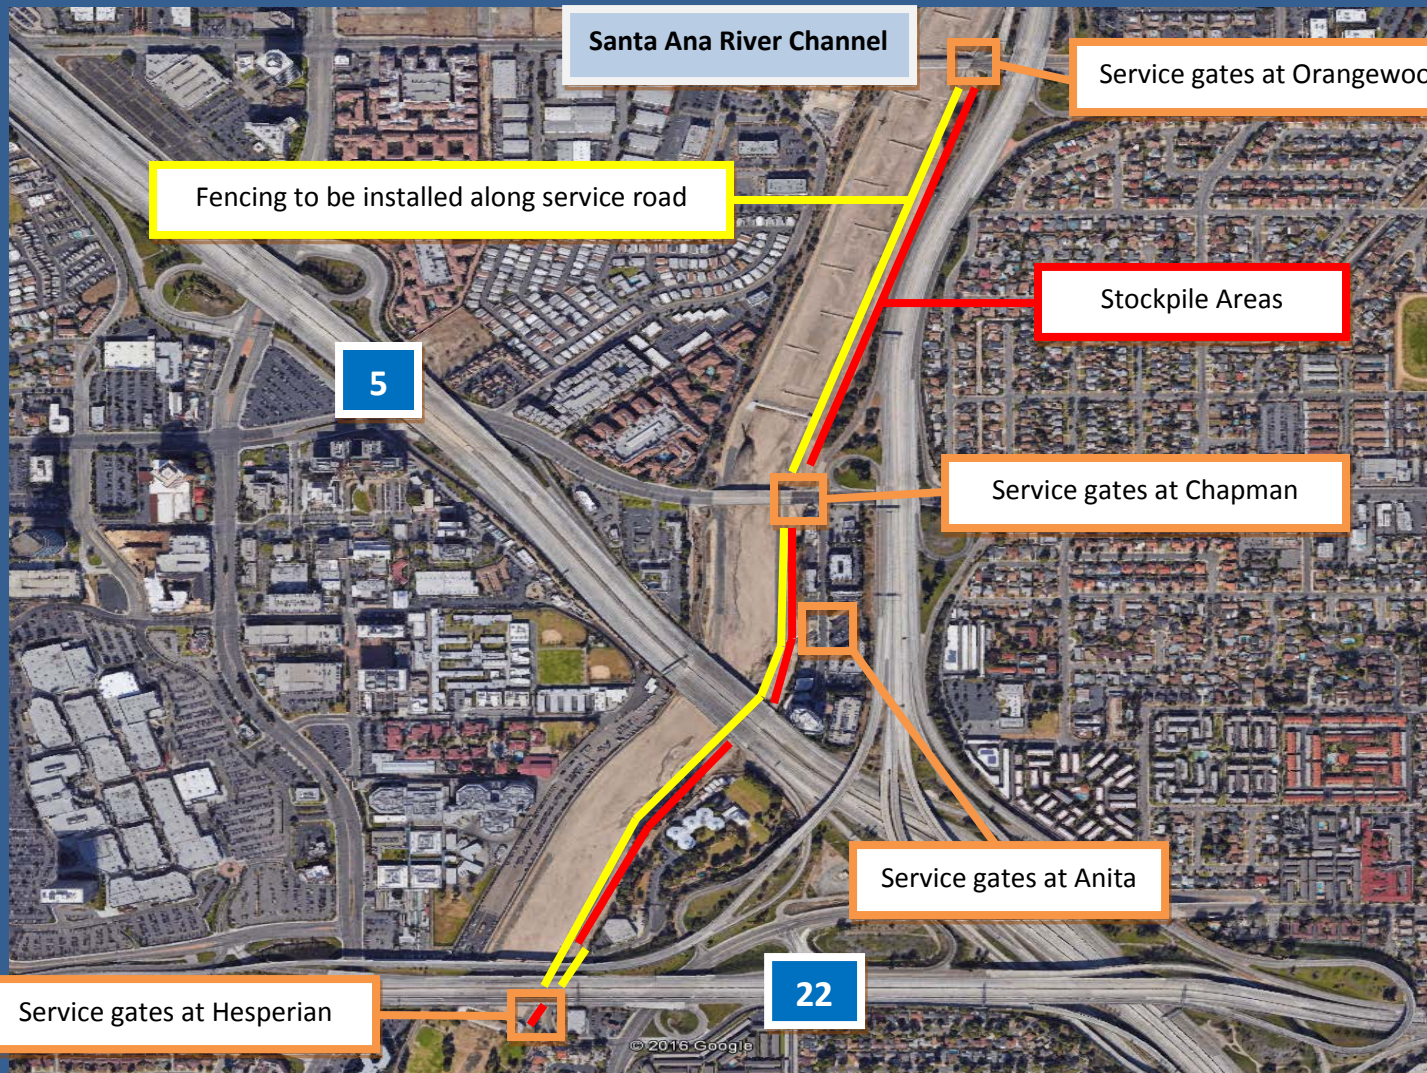 Santa Ana River Channel
Service gates at Orangewoo
Fencing to be installed along service road
Stockpile Areas
5
Service gates at Chapman
Service gates at Anita
22
Service gates at Hesperian
© 2016 Google